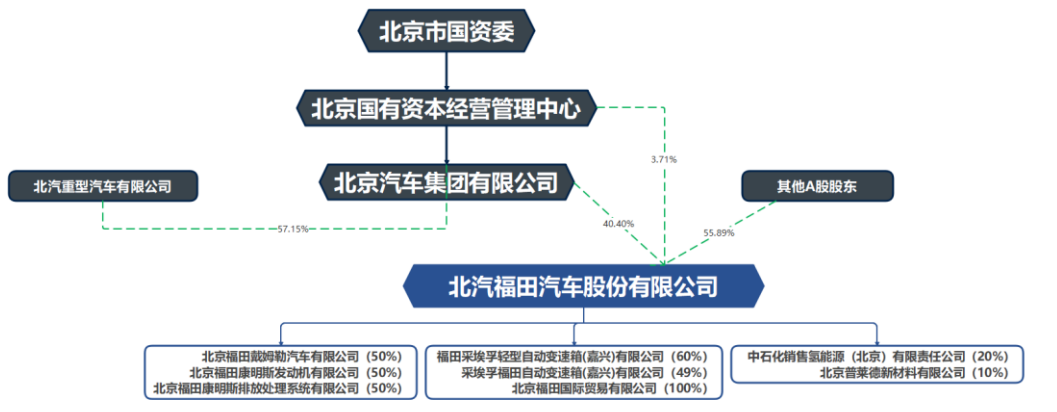 北京市国资委
北京国有资本经营管理中心
3.71%
北汽重型汽车有限公司
北京汽车集团有限公司
其他A股股东
57.15%
40.40%
55.89%
北汽福田汽车股份有限公司
北京福田戴姆勒汽车有限公司（50%）
北京福田康明斯发动机有限公司（50%）
北京福田康明斯排放处理系统有限公司（50%）
福田采埃孚轻型自动变速箱(嘉兴)有限公司（60%）
采埃孚福田自动变速箱(嘉兴)有限公司（49%）
北京福田国际贸易有限公司（100%）
中石化销售氢能源（北京）有限责任公司（20%）
北京普莱德新材料有限公司（10%）